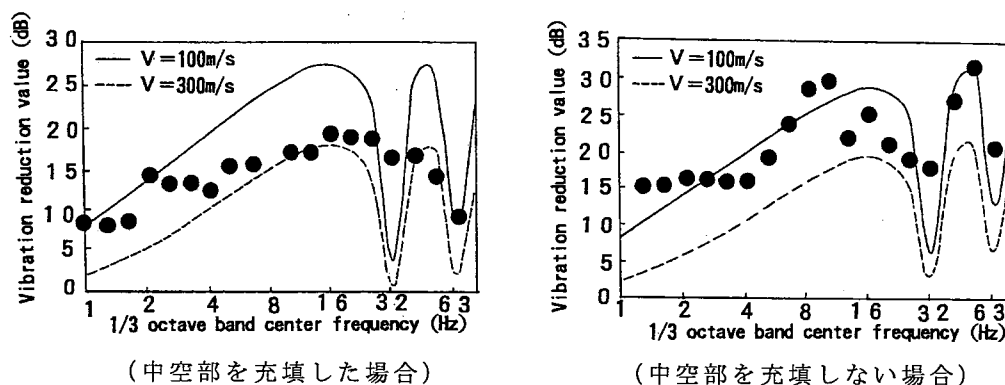 Vibration reduction value (dB)
30
25
20
15
10
5
0
V=100m/s
V=300m/s
1 2 4 8 16 32 63
1/3 octave band center frequency (Hz)
(中空部を充填した場合)
Vibration reduction value (dB)
35
30
25
20
15
10
5
0
V=100m/s
V=300m/s
1 2 4 8 16 32 63
1/3 octave band center frequency (Hz)
(中空部を充填しない場合)